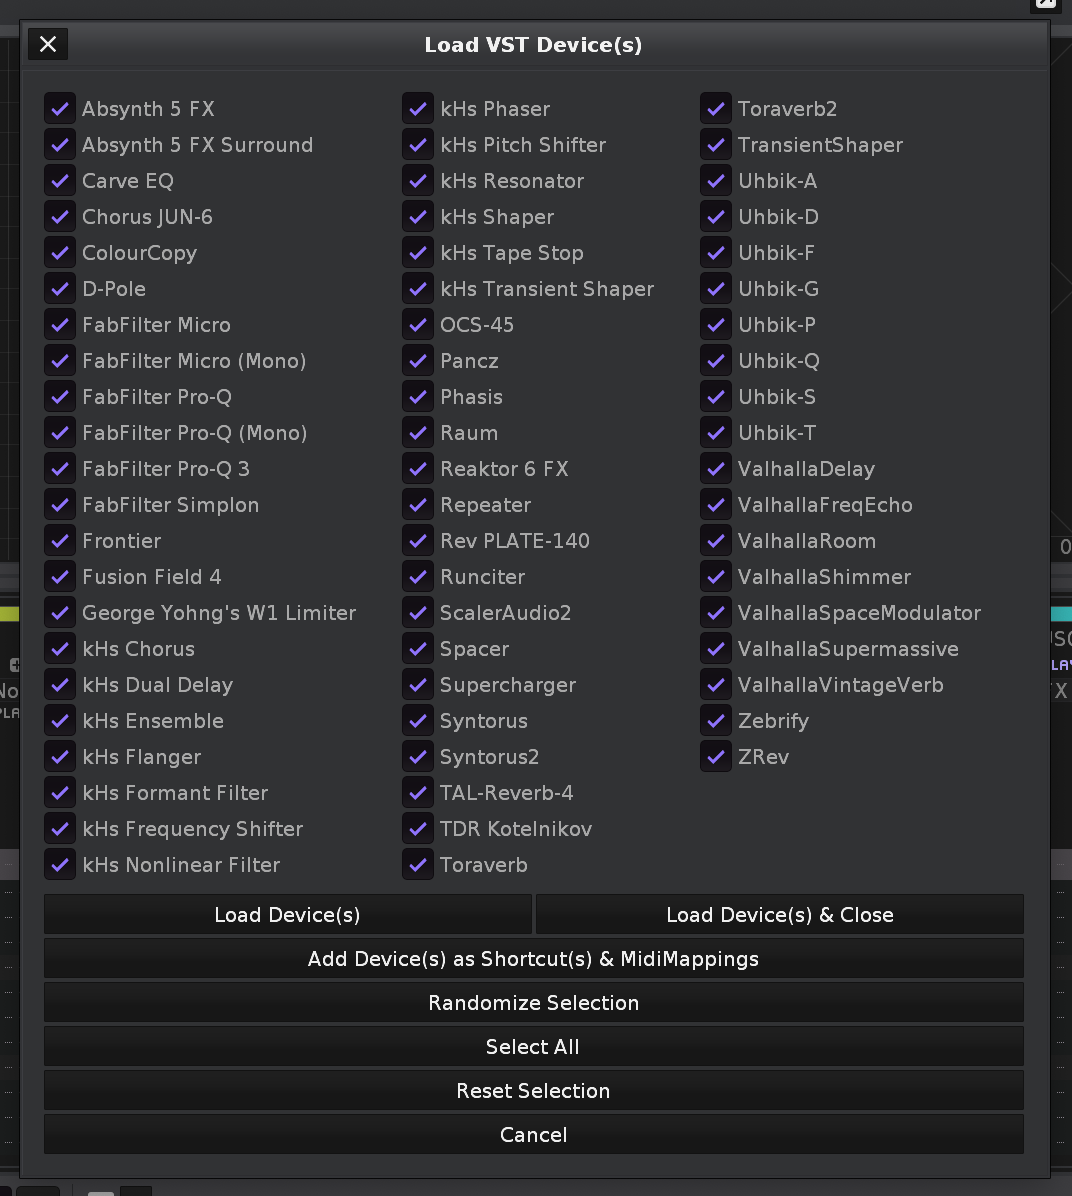 Load VST Device(s)
Absynth 5 FX
Absynth 5 FX Surround
Carve EQ
Chorus JUN-6
ColourCopy
D-Pole
FabFilter Micro
FabFilter Micro (Mono)
FabFilter Pro-Q
FabFilter Pro-Q (Mono)
FabFilter Pro-Q 3
FabFilter Simplon
Frontier
Fusion Field 4
George Yohng's W1 Limiter
kHs Chorus
kHs Dual Delay
kHs Ensemble
kHs Flanger
kHs Formant Filter
kHs Frequency Shifter
kHs Nonlinear Filter
kHs Phaser
kHs Pitch Shifter
kHs Resonator
kHs Shaper
kHs Tape Stop
kHs Transient Shaper
OCS-45
Pancz
Phasis
Raum
Reaktor 6 FX
Repeater
Rev PLATE-140
Runciter
ScalerAudio2
Spacer
Supercharger
Syntorus
Syntorus2
TAL-Reverb-4
TDR Kotelnikov
Toraverb
Toraverb2
TransientShaper
Uhbik-A
Uhbik-D
Uhbik-F
Uhbik-G
Uhbik-P
Uhbik-Q
Uhbik-S
Uhbik-T
ValhallaDelay
ValhallaFreqEcho
ValhallaRoom
ValhallaShimmer
ValhallaSpaceModulator
ValhallaSupermassive
ValhallaVintageVerb
Zebrify
ZRev
Load Device(s)
Load Device(s) & Close
Add Device(s) as Shortcut(s) & MidiMappings
Randomize Selection
Select All
Reset Selection
Cancel